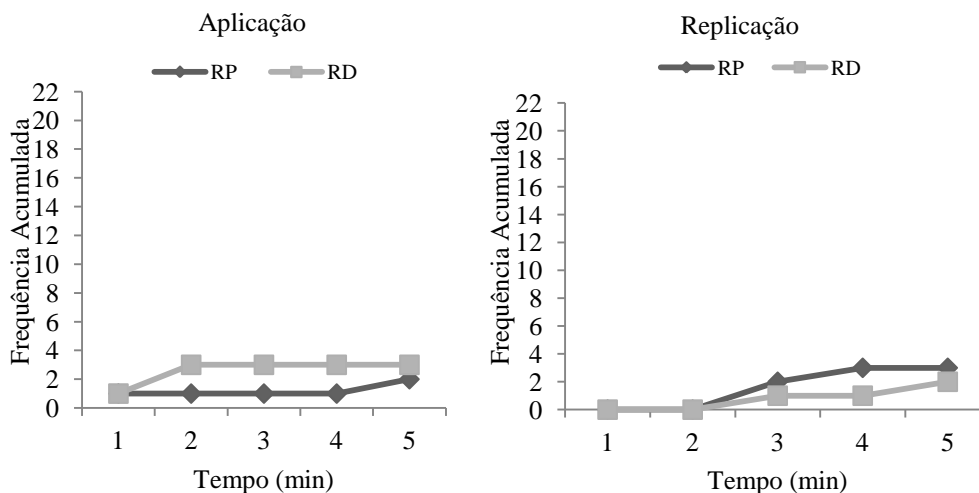 Aplicação
RP RD
Frequência Acumulada
22
20
18
16
14
12
10
8
6
4
2
0
1 2 3 4 5
Tempo (min)
Replicação
RP RD
Frequência Acumulada
22
20
18
16
14
12
10
8
6
4
2
0
1 2 3 4 5
Tempo (min)